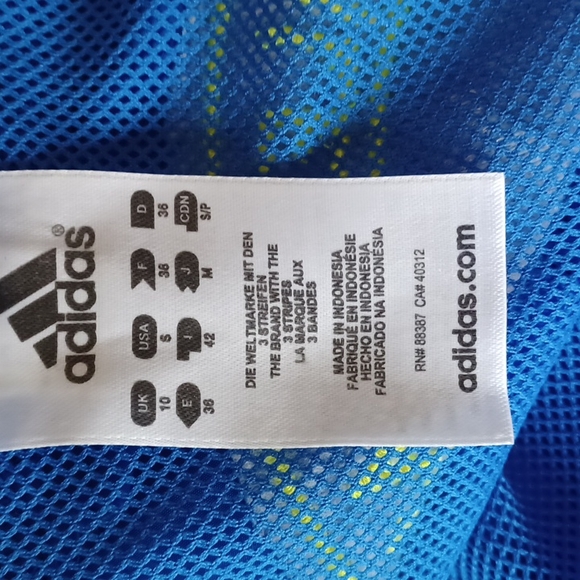 adidas®
UK USA F D
10 S 36 36
E I J CDN
36 42 M S/P
DIE WELTMARKE MIT DEN
3 STREIFEN
THE BRAND WITH THE
3 STRIPES
LA MARQUE AUX
3 BANDES
MADE IN INDONESIA
FABRIQUÉ EN INDONÉSIE
HECHO EN INDONESIA
FABRICADO NA INDONÉSIA
RN# 88387 CA# 40312
adidas.com